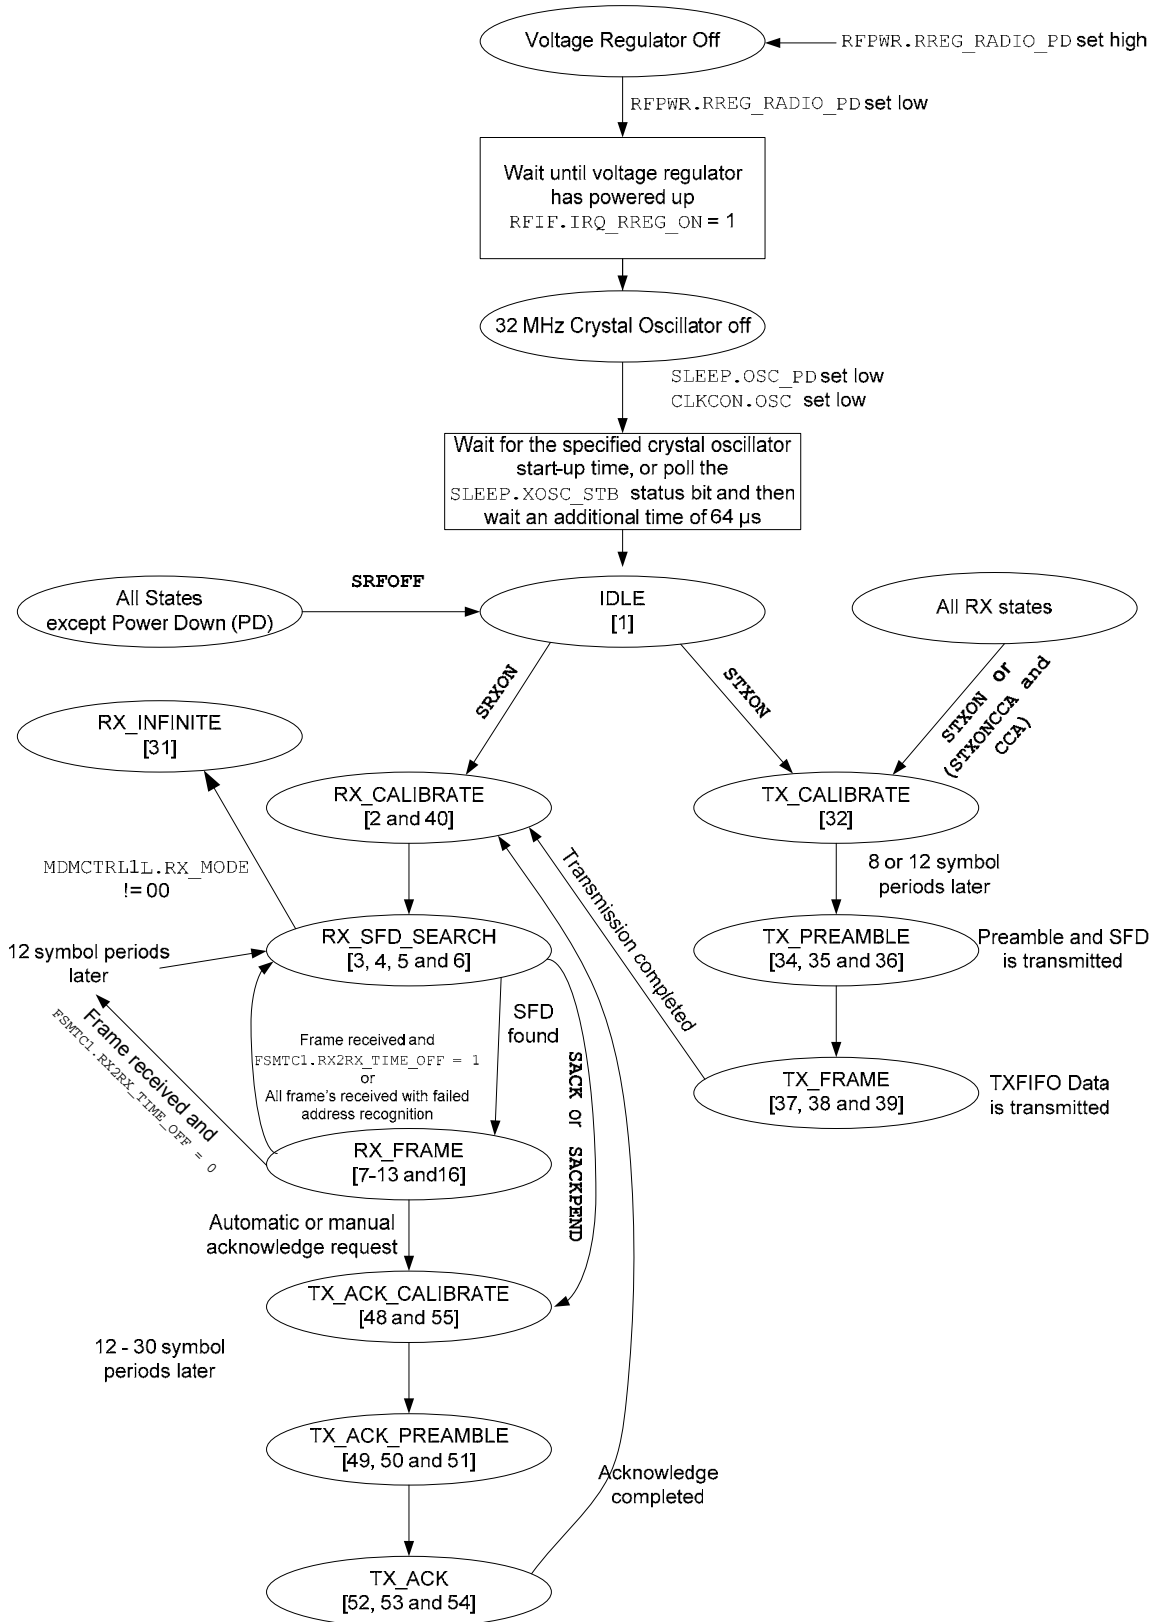 Voltage Regulator Off
RFPWR.RREG_RADIO_PD set high
RFPWR.RREG_RADIO_PD set low
Wait until voltage regulator
has powered up
RFIF.IRQ_RREG_ON = 1
32 MHz Crystal Oscillator off
SLEEP.OSC_PD set low
CLKCON.OSC set low
Wait for the specified crystal oscillator
start-up time, or poll the
SLEEP.XOSC_STB status bit and then
wait an additional time of 64 µs
SRFOFF
All States
except Power Down (PD)
IDLE
[1]
All RX states
SRXON
STXON
STXON or
(STXONCCA and
CCA)
RX_INFINITE
[31]
RX_CALIBRATE
[2 and 40]
TX_CALIBRATE
[32]
MDMCTRL1L.RX_MODE
!= 00
Transmission completed
8 or 12 symbol
periods later
RX_SFD_SEARCH
[3, 4, 5 and 6]
TX_PREAMBLE
[34, 35 and 36]
Preamble and SFD
is transmitted
12 symbol periods
later
SFD
found
Frame received and
FSMTC1.RX2RX_TIME_OFF = 0
Frame received and
FSMTC1.RX2RX_TIME_OFF = 1
or
All frame's received with failed
address recognition
SACK or SACKPEND
TX_FRAME
[37, 38 and 39]
TXFIFO Data
is transmitted
RX_FRAME
[7-13 and16]
Automatic or manual
acknowledge request
TX_ACK_CALIBRATE
[48 and 55]
12 - 30 symbol
periods later
TX_ACK_PREAMBLE
[49, 50 and 51]
Acknowledge
completed
TX_ACK
[52, 53 and 54]